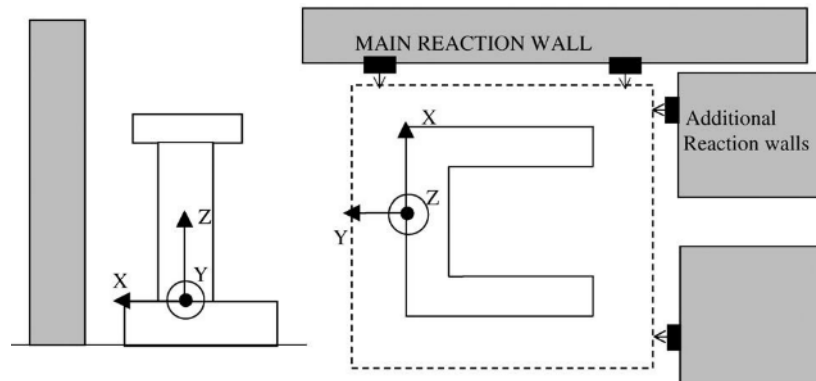 MAIN REACTION WALL
Additional
Reaction walls
X
Z
Y
Z
Y
X